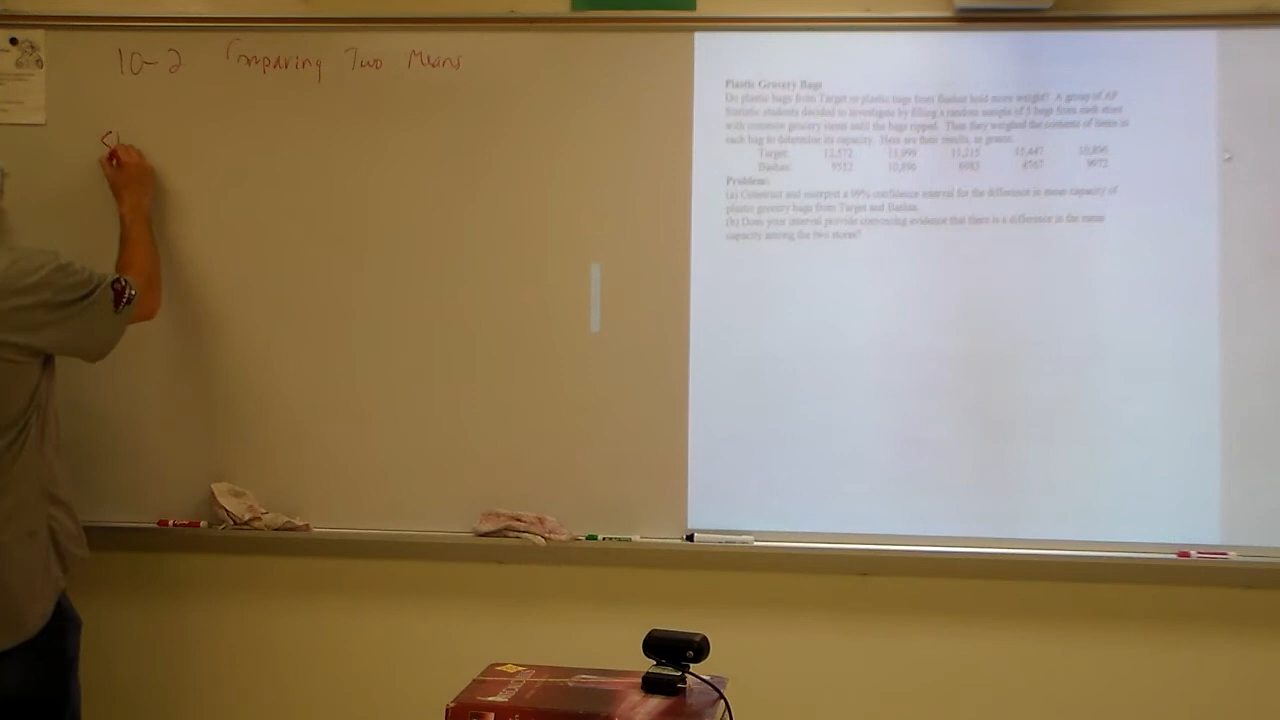 10-2 Comparing Two Means
Plastic Grocery Bags
Do plastic bags from Target or plastic bags from Bashas hold more weight? A group of AP
Statistic students decided to investigate by filling a random sample of 5 bags from each store
with common grocery items until the bags ripped. Then they weighed the contents of items in
each bag to determine its capacity. Here are their results, in grams.
Target: 12,572 11,999 11,215 15,447 10,896
Bashas: 9552 10,896 6983 8767 9972
Problem:
(a) Construct and interpret a 99% confidence interval for the difference in mean capacity of
plastic grocery bags from Target and Bashas.
(b) Does your interval provide convincing evidence that there is a difference in the mean
capacity among the two stores?